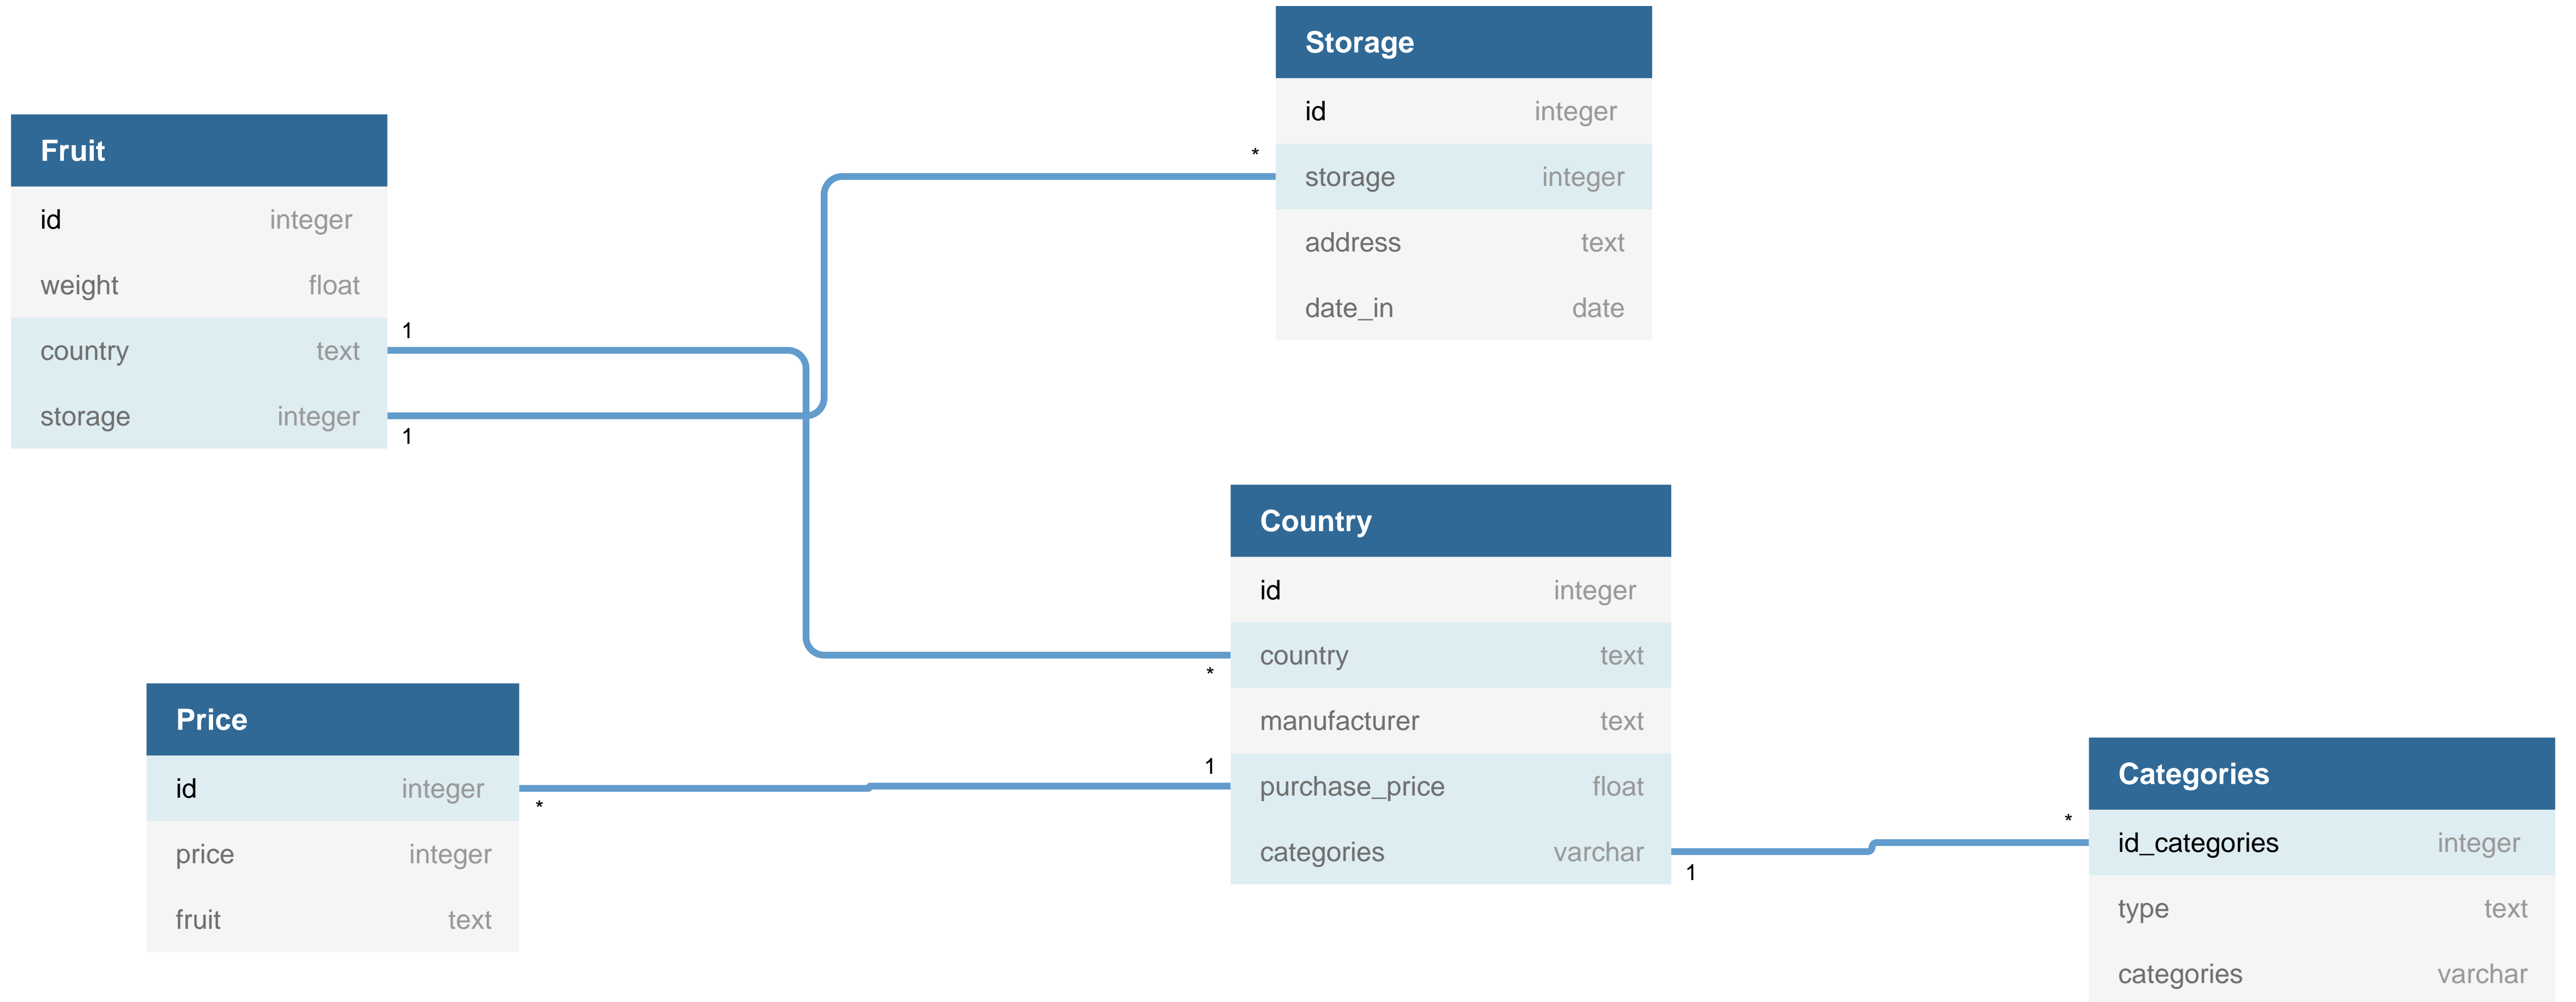 Storage
id integer
storage integer
address text
date_in date
*
Fruit
id integer
weight float
country text
storage integer
1
1
Country
id integer
country text
manufacturer text
purchase_price float
categories varchar
*
1
1
Price
id integer
price integer
fruit text
*
Categories
id_categories integer
type text
categories varchar
*